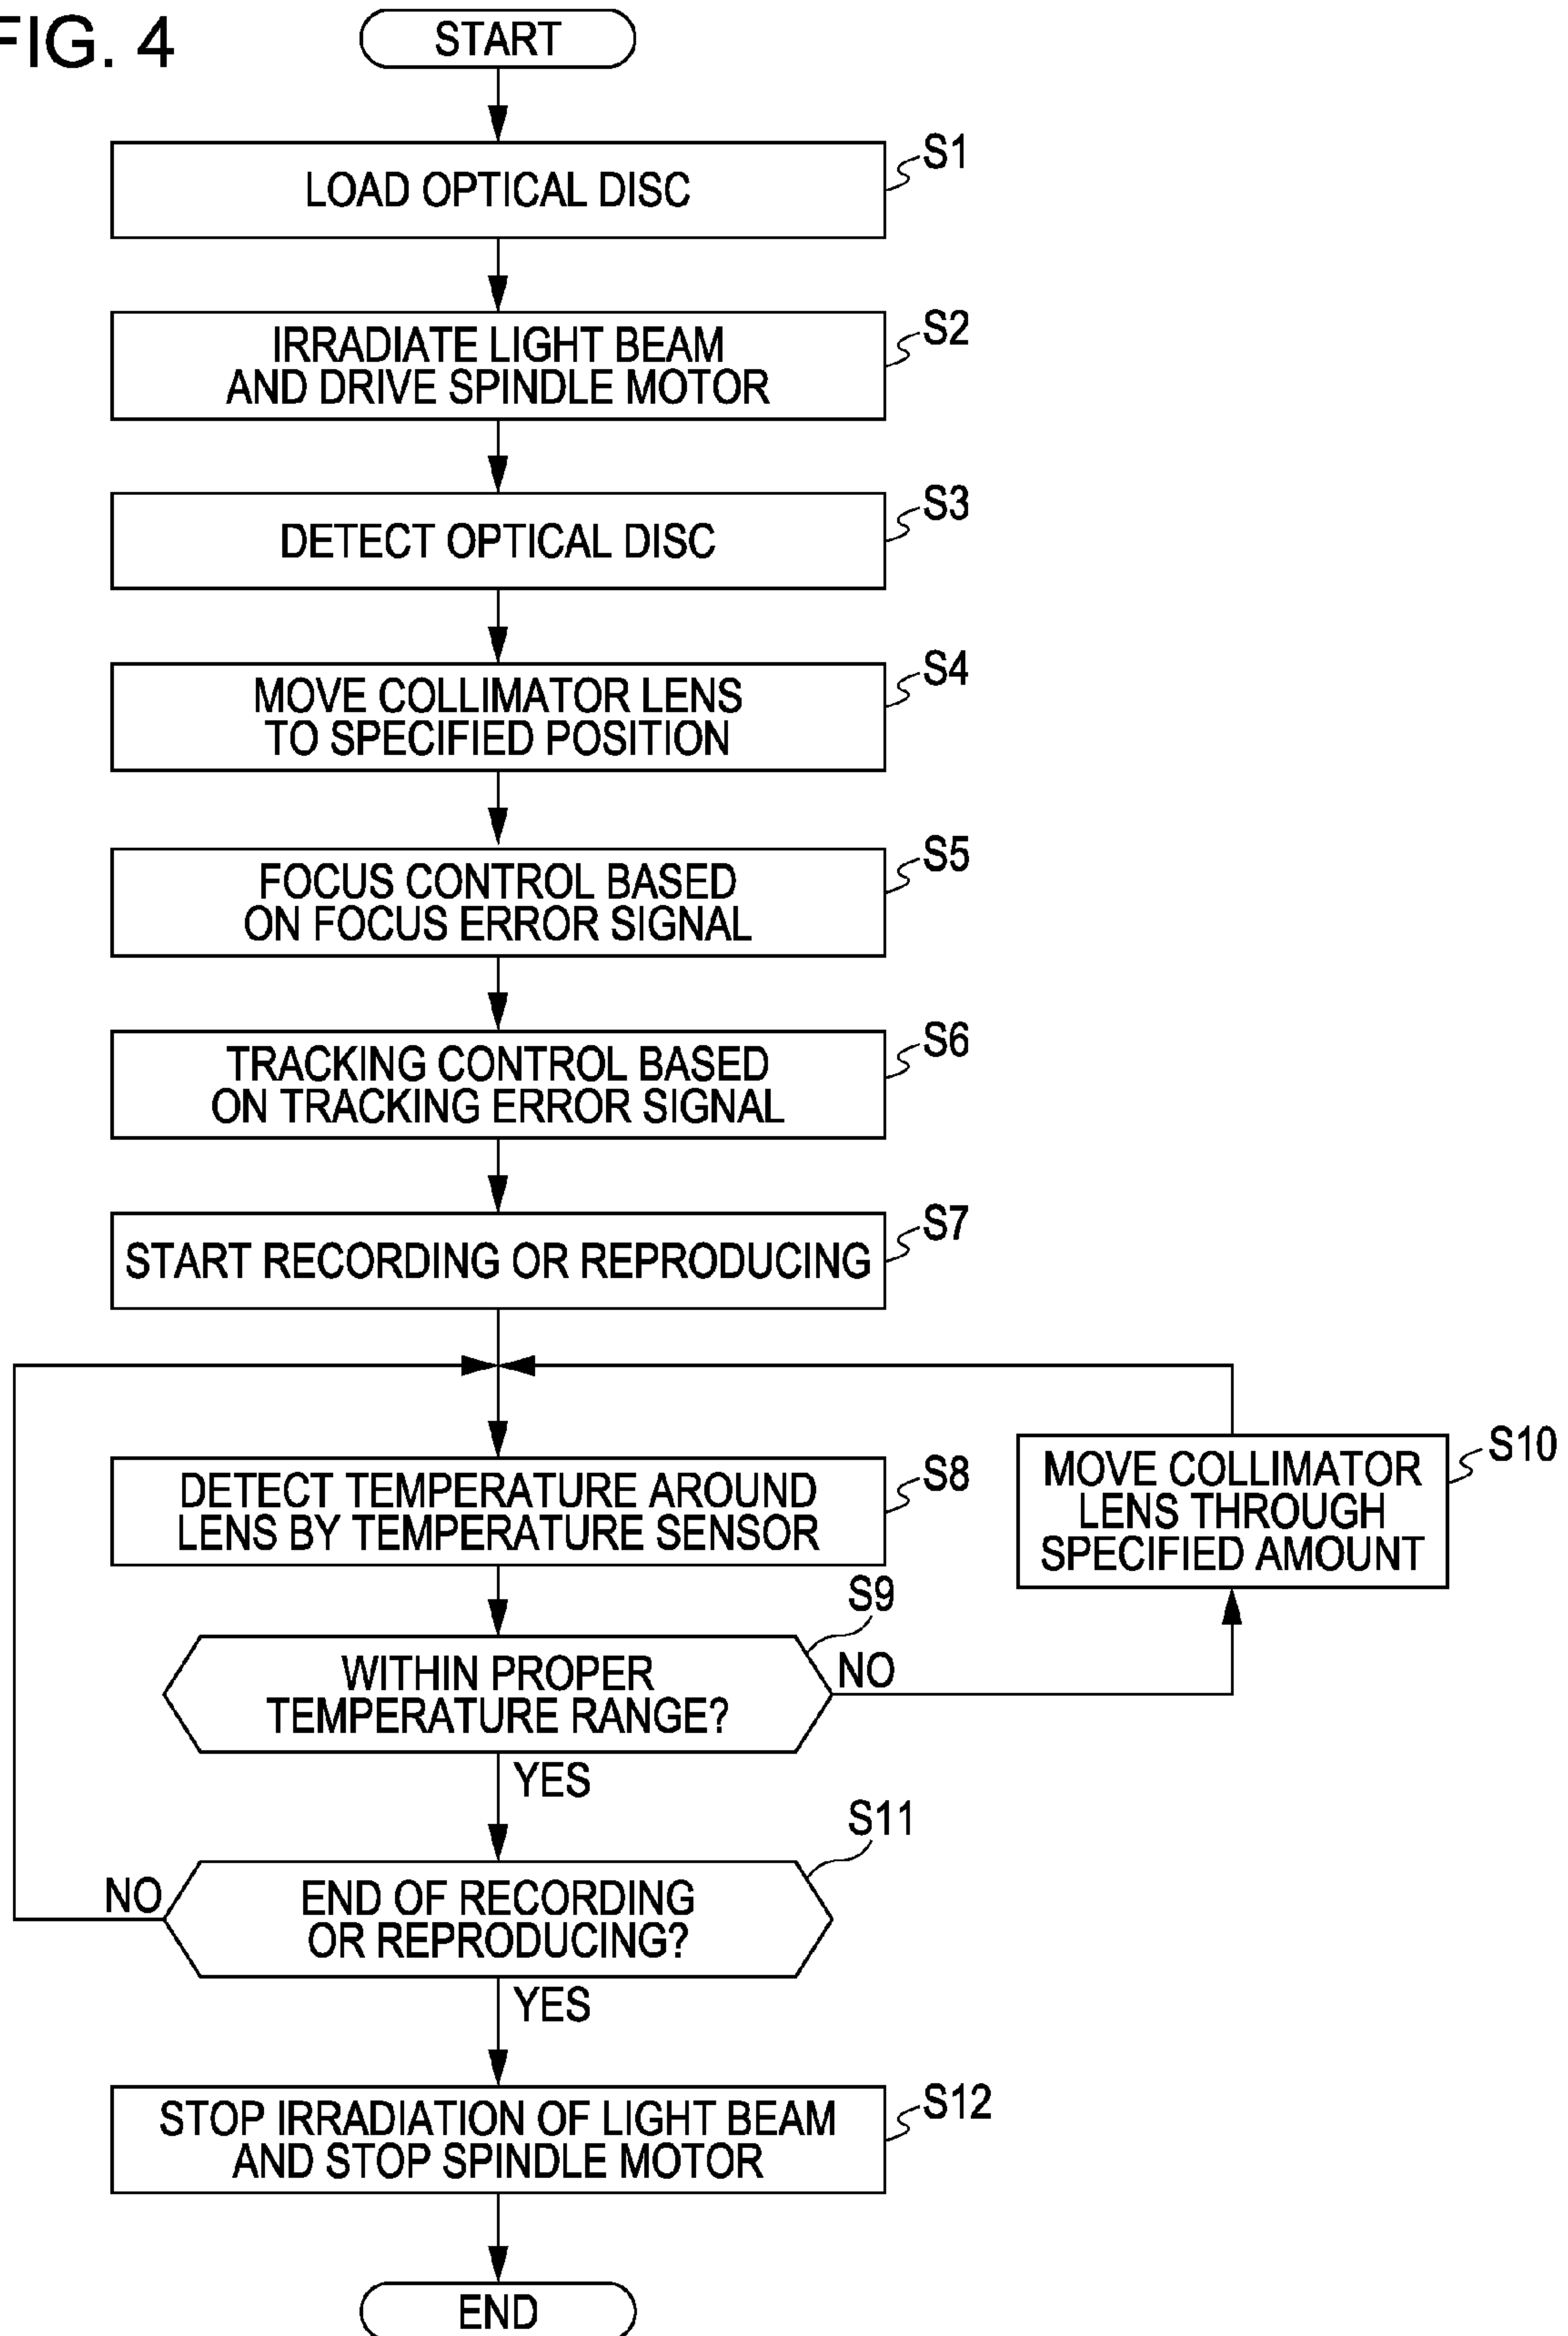 FIG. 4
START
LOAD OPTICAL DISC
S1
IRRADIATE LIGHT BEAM
AND DRIVE SPINDLE MOTOR
S2
DETECT OPTICAL DISC
S3
MOVE COLLIMATOR LENS
TO SPECIFIED POSITION
S4
FOCUS CONTROL BASED
ON FOCUS ERROR SIGNAL
S5
TRACKING CONTROL BASED
ON TRACKING ERROR SIGNAL
S6
START RECORDING OR REPRODUCING
S7
DETECT TEMPERATURE AROUND
LENS BY TEMPERATURE SENSOR
S8
MOVE COLLIMATOR
LENS THROUGH
SPECIFIED AMOUNT
S10
WITHIN PROPER
TEMPERATURE RANGE?
S9
NO
YES
END OF RECORDING
OR REPRODUCING?
S11
NO
YES
STOP IRRADIATION OF LIGHT BEAM
AND STOP SPINDLE MOTOR
S12
END